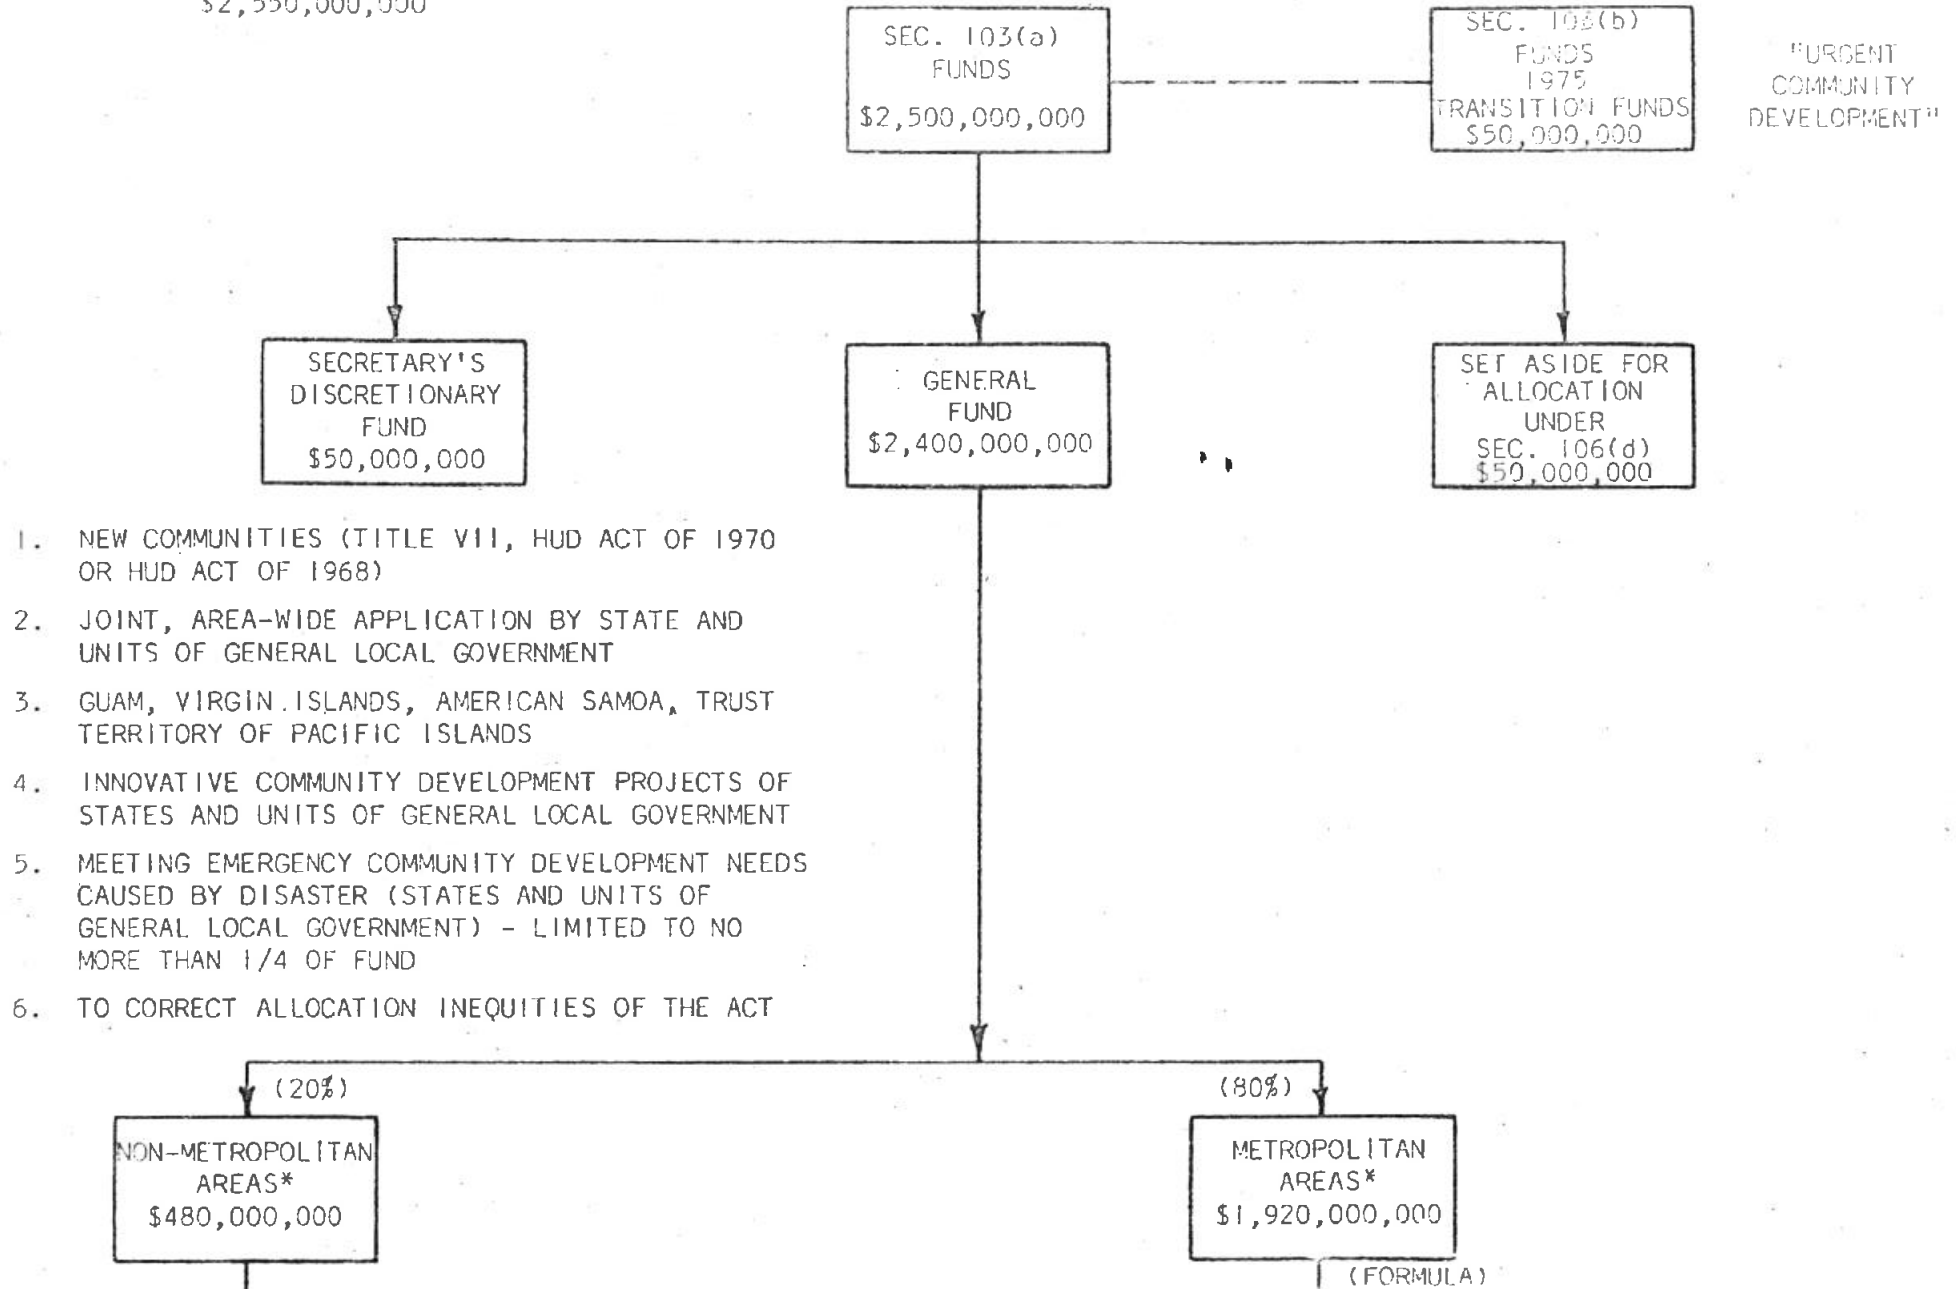 $2,550,000,000
SEC. 103(a)
FUNDS
$2,500,000,000
SEC. 103(b)
FUNDS
1975
TRANSITION FUNDS
$50,000,000
"URGENT
COMMUNITY
DEVELOPMENT"
SECRETARY'S
DISCRETIONARY
FUND
$50,000,000
GENERAL
FUND
$2,400,000,000
SET ASIDE FOR
ALLOCATION
UNDER
SEC. 106(d)
$50,000,000
1. NEW COMMUNITIES (TITLE VII, HUD ACT OF 1970
OR HUD ACT OF 1968)
2. JOINT, AREA-WIDE APPLICATION BY STATE AND
UNITS OF GENERAL LOCAL GOVERNMENT
3. GUAM, VIRGIN ISLANDS, AMERICAN SAMOA, TRUST
TERRITORY OF PACIFIC ISLANDS
4. INNOVATIVE COMMUNITY DEVELOPMENT PROJECTS OF
STATES AND UNITS OF GENERAL LOCAL GOVERNMENT
5. MEETING EMERGENCY COMMUNITY DEVELOPMENT NEEDS
CAUSED BY DISASTER (STATES AND UNITS OF
GENERAL LOCAL GOVERNMENT) - LIMITED TO NO
MORE THAN 1/4 OF FUND
6. TO CORRECT ALLOCATION INEQUITIES OF THE ACT
(20%)
(80%)
NON-METROPOLITAN
AREAS*
$480,000,000
METROPOLITAN
AREAS*
$1,920,000,000
(FORMULA)